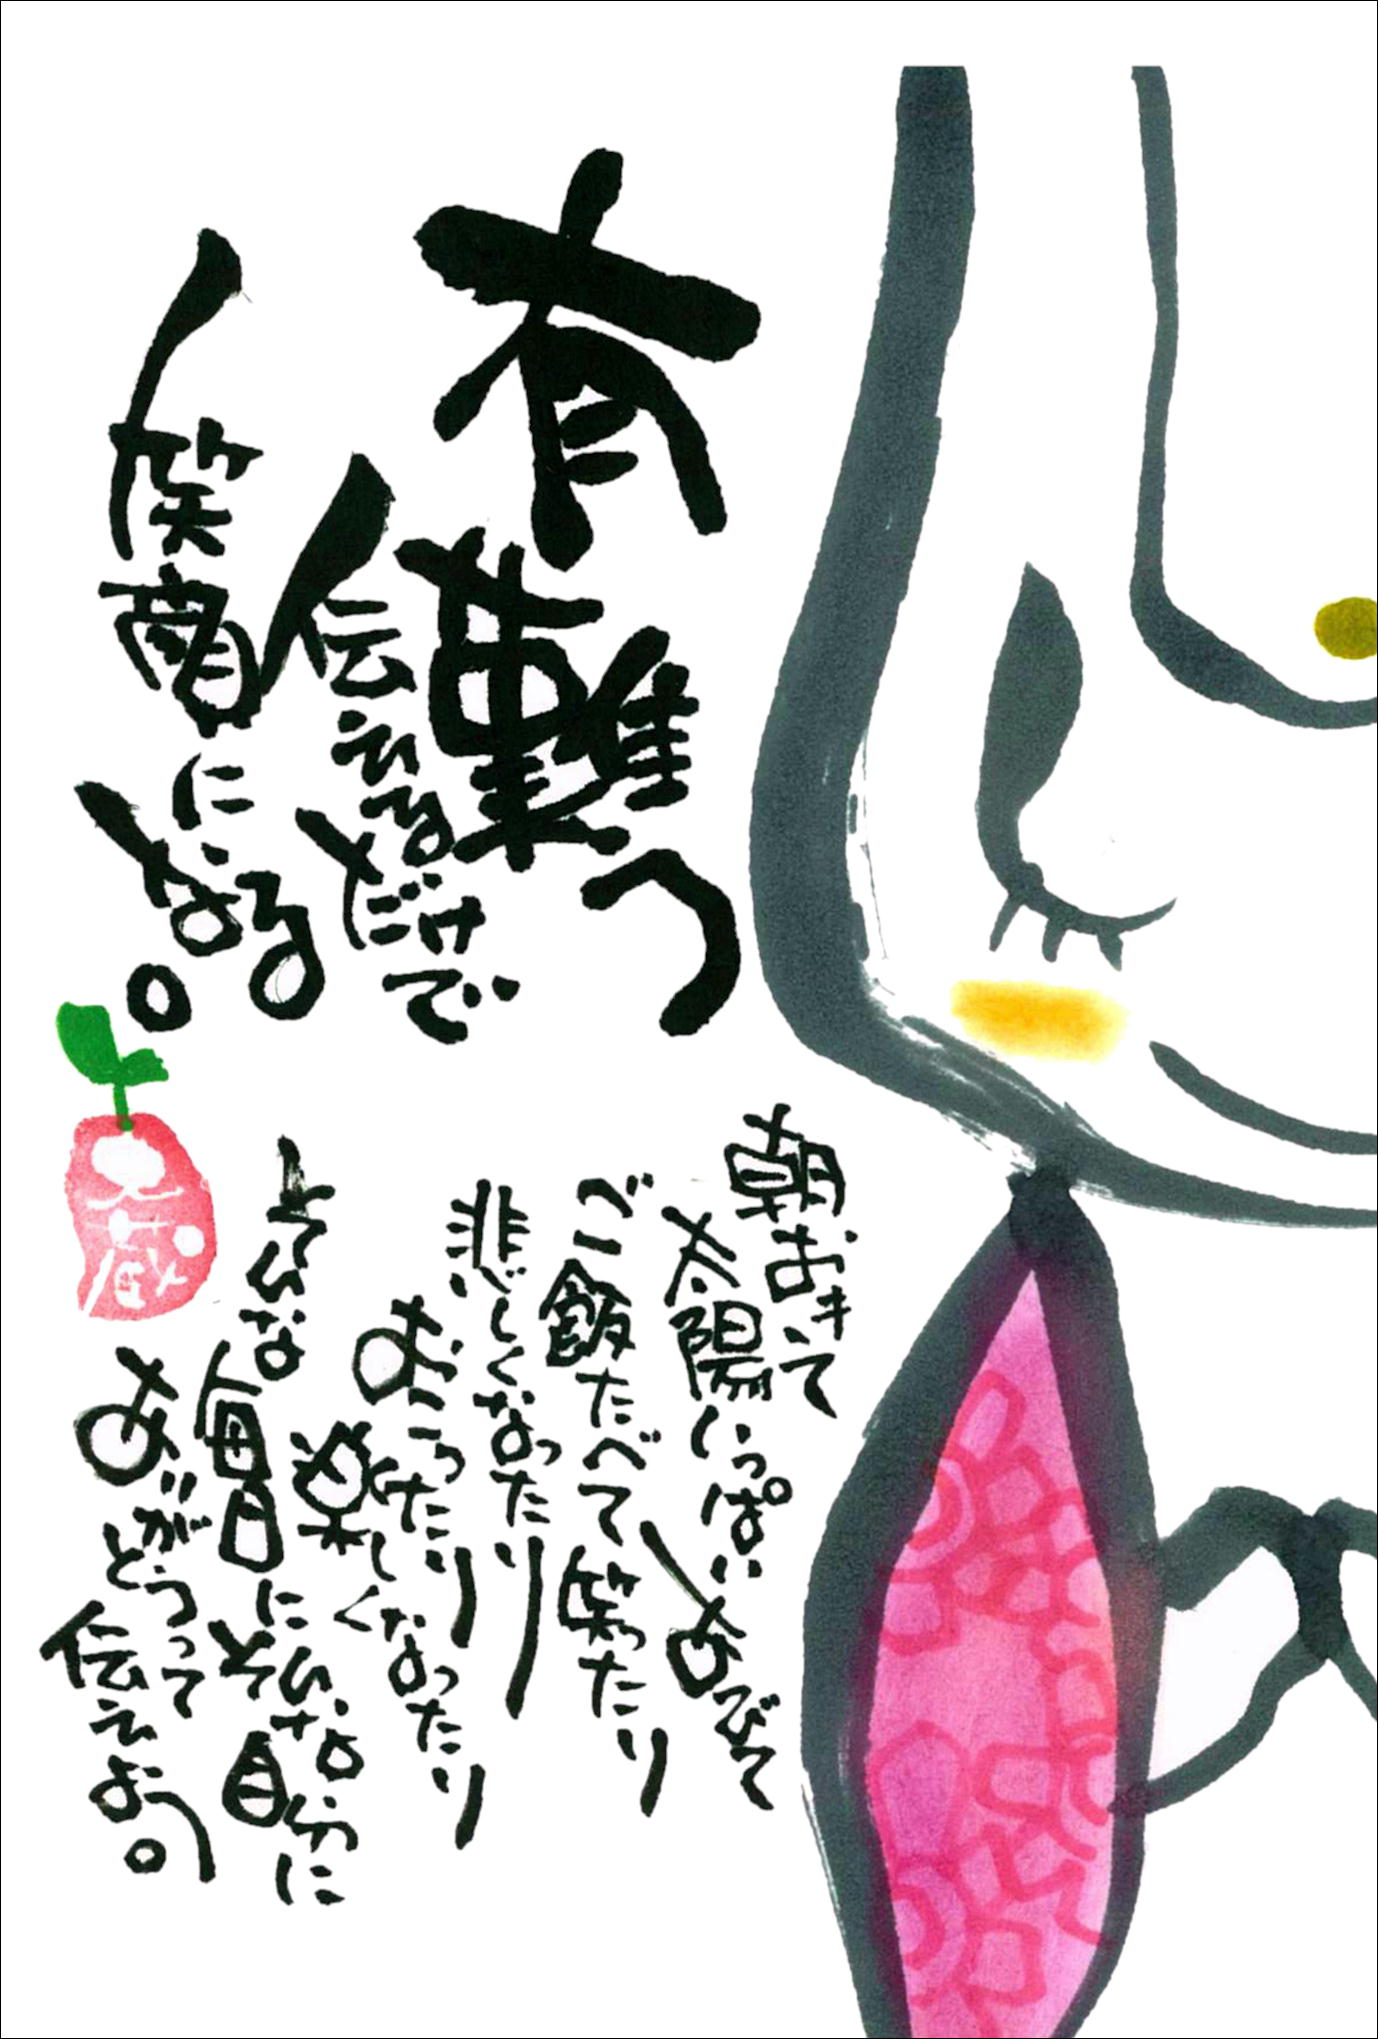 有難う
伝えるだけで
笑顔になる
よ。
朝おきて
太陽いっぱいあびて
ご飯たべて笑ったり
悲しくなったり
おこったり
楽しくなったり
そんな
毎日にそんな自分に
ありがとうって
伝えよう。